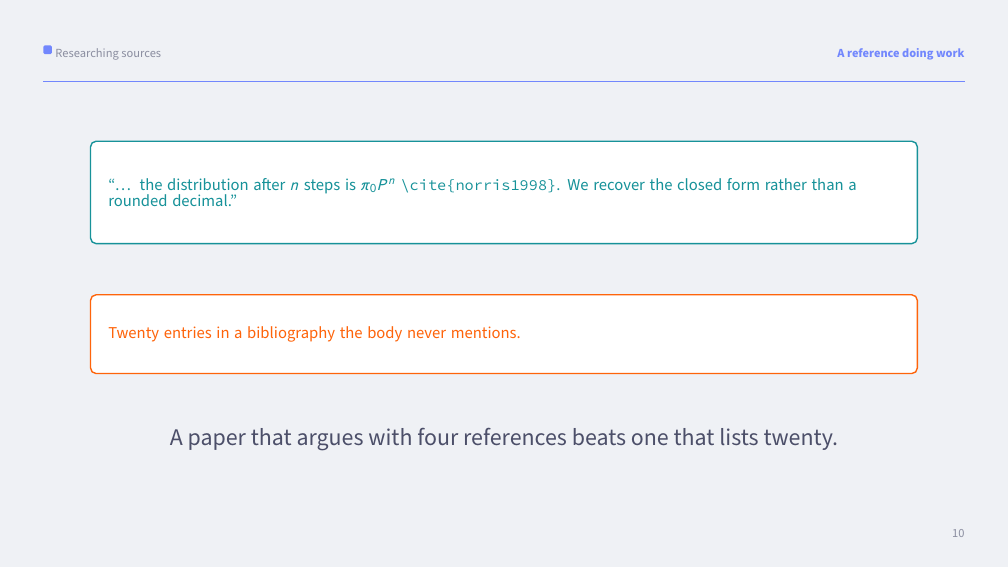 Researching sources
A reference doing work
“… the distribution after n steps is π₀Pⁿ \cite{norris1998}. We recover the closed form rather than a
rounded decimal.”
Twenty entries in a bibliography the body never mentions.
A paper that argues with four references beats one that lists twenty.
10